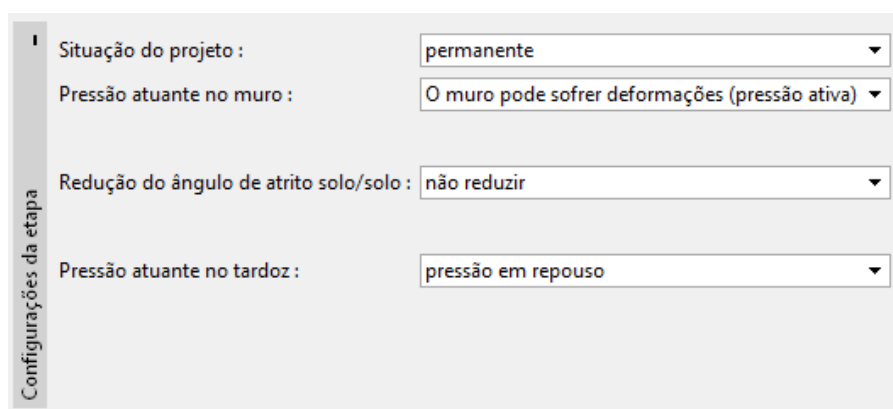 Situação do projeto :
permanente
Pressão atuante no muro :
O muro pode sofrer deformações (pressão ativa)
Redução do ângulo de atrito solo/solo :
não reduzir
Pressão atuante no tardoz :
pressão em repouso
Configurações da etapa